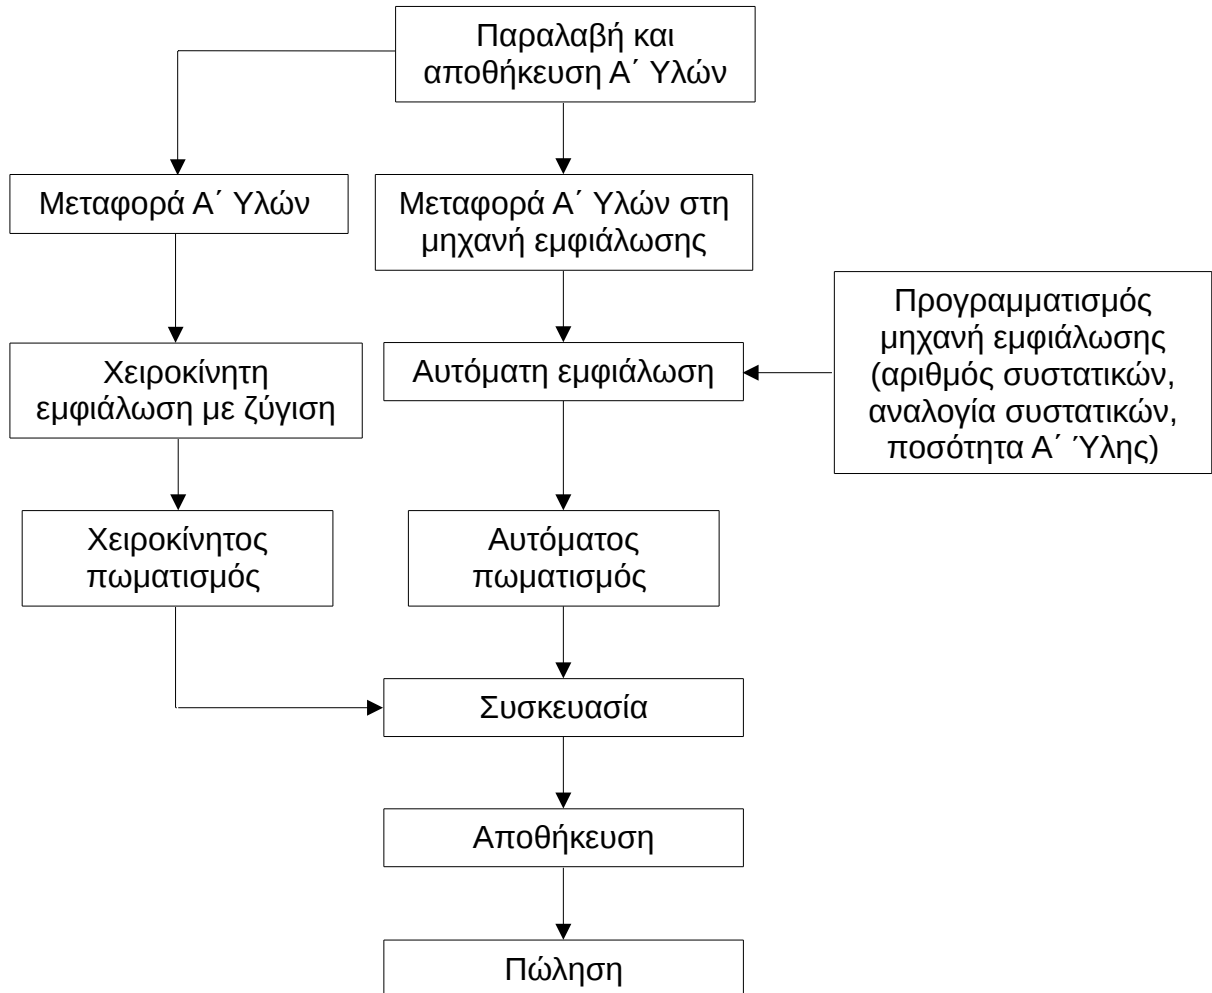 Παραλαβή και
αποθήκευση Α΄ Υλών
Μεταφορά Α΄ Υλών
Μεταφορά Α΄ Υλών στη
μηχανή εμφιάλωσης
Προγραμματισμός
μηχανή εμφιάλωσης
(αριθμός συστατικών,
αναλογία συστατικών,
ποσότητα Α΄ Ύλης)
Χειροκίνητη
εμφιάλωση με ζύγιση
Αυτόματη εμφιάλωση
Χειροκίνητος
πωματισμός
Αυτόματος
πωματισμός
Συσκευασία
Αποθήκευση
Πώληση